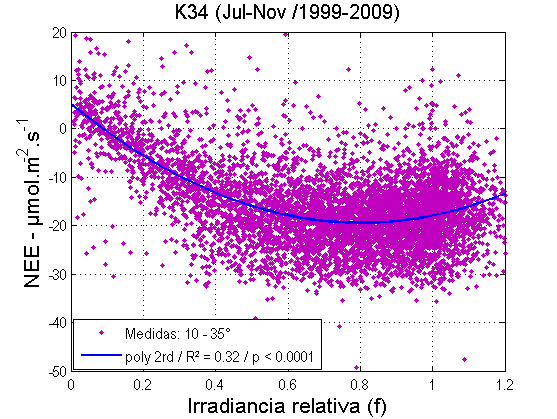 K34 (Jul-Nov /1999-2009)
20
10
0
-10
-20
-30
-40
-50
NEE - µmol.m⁻².s⁻¹
Medidas: 10 - 35°
poly 2rd / R² = 0.32 / p < 0.0001
0 0.2 0.4 0.6 0.8 1 1.2
Irradiancia relativa (f)